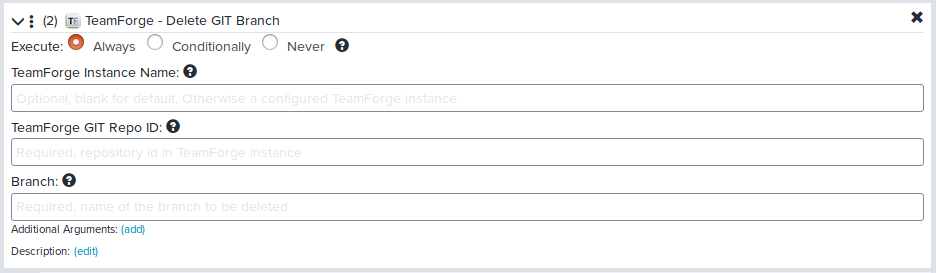 (2) TF TeamForge - Delete GIT Branch
Execute: Always Conditionally Never
TeamForge Instance Name:
Optional, blank for default. Otherwise a configured TeamForge instance.
TeamForge GIT Repo ID:
Required, repository id in TeamForge Instance
Branch:
Required, name of the branch to be deleted
Additional Arguments: (add)
Description: (edit)